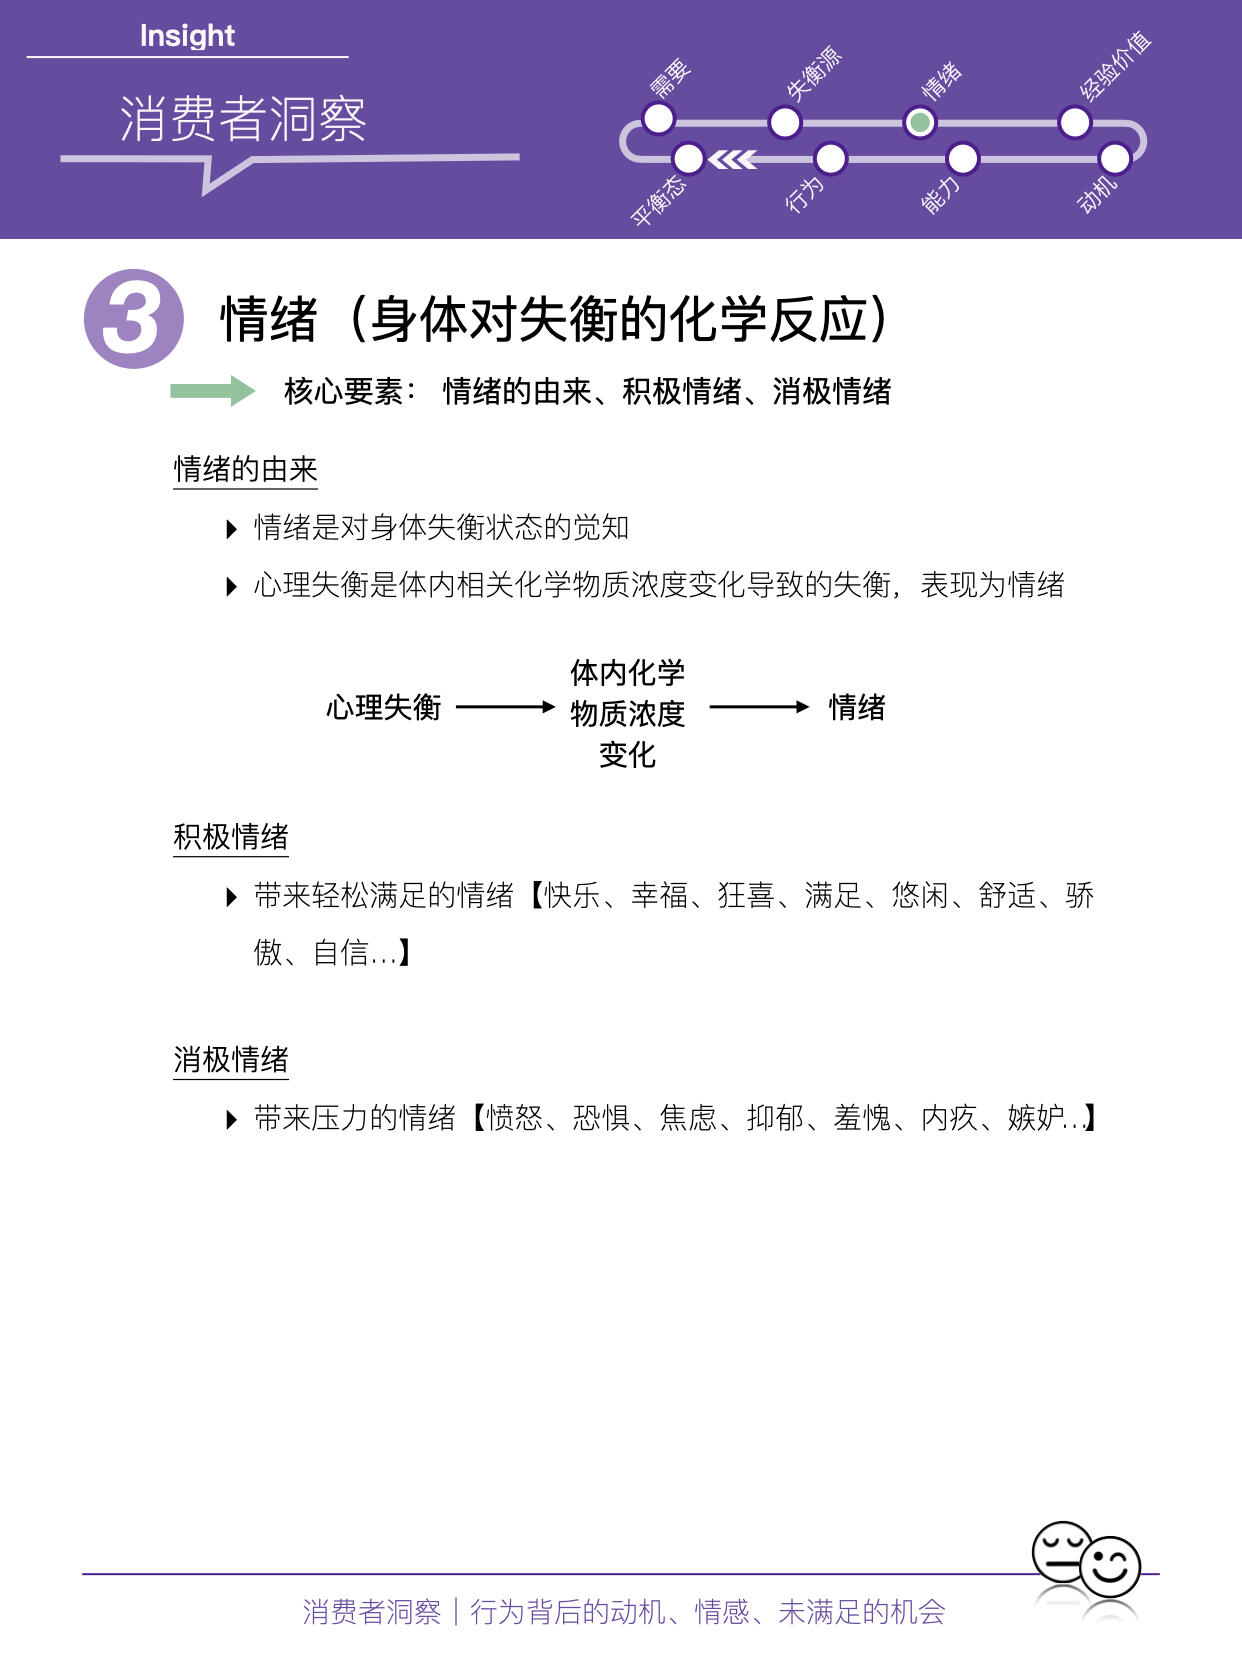 Insight
消费者洞察
需要
失衡源
情绪
经验价值
平衡态
行为
能力
动机
3
情绪（身体对失衡的化学反应）
核心要素： 情绪的由来、积极情绪、消极情绪
情绪的由来
情绪是对身体失衡状态的觉知
心理失衡是体内相关化学物质浓度变化导致的失衡，表现为情绪
体内化学
心理失衡
物质浓度
情绪
变化
积极情绪
带来轻松满足的情绪【快乐、幸福、狂喜、满足、悠闲、舒适、骄
傲、自信…】
消极情绪
带来压力的情绪【愤怒、恐惧、焦虑、抑郁、羞愧、内疚、嫉妒…】
消费者洞察｜行为背后的动机、情感、未满足的机会